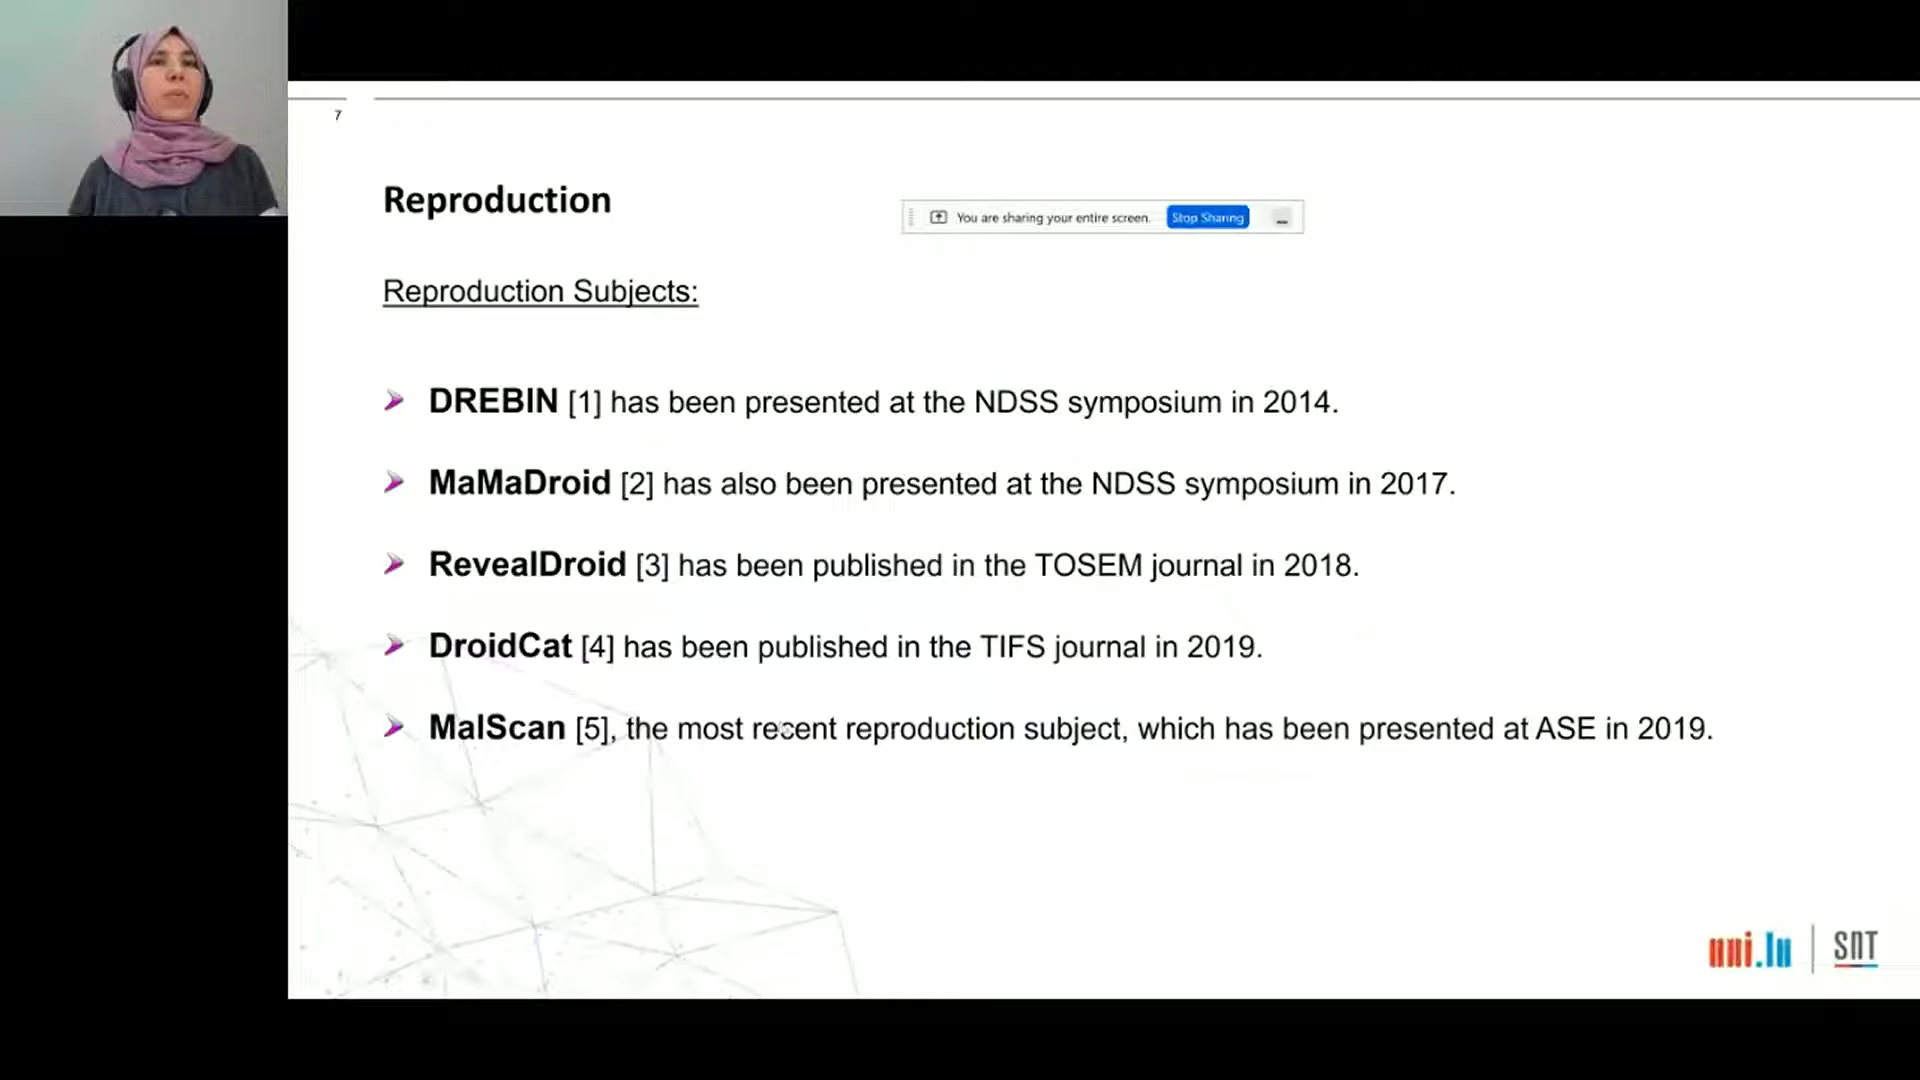 7
Reproduction
You are sharing your entire screen. Stop Sharing
Reproduction Subjects:
DREBIN [1] has been presented at the NDSS symposium in 2014.
MaMaDroid [2] has also been presented at the NDSS symposium in 2017.
RevealDroid [3] has been published in the TOSEM journal in 2018.
DroidCat [4] has been published in the TIFS journal in 2019.
MalScan [5], the most recent reproduction subject, which has been presented at ASE in 2019.
uni.lu SNT